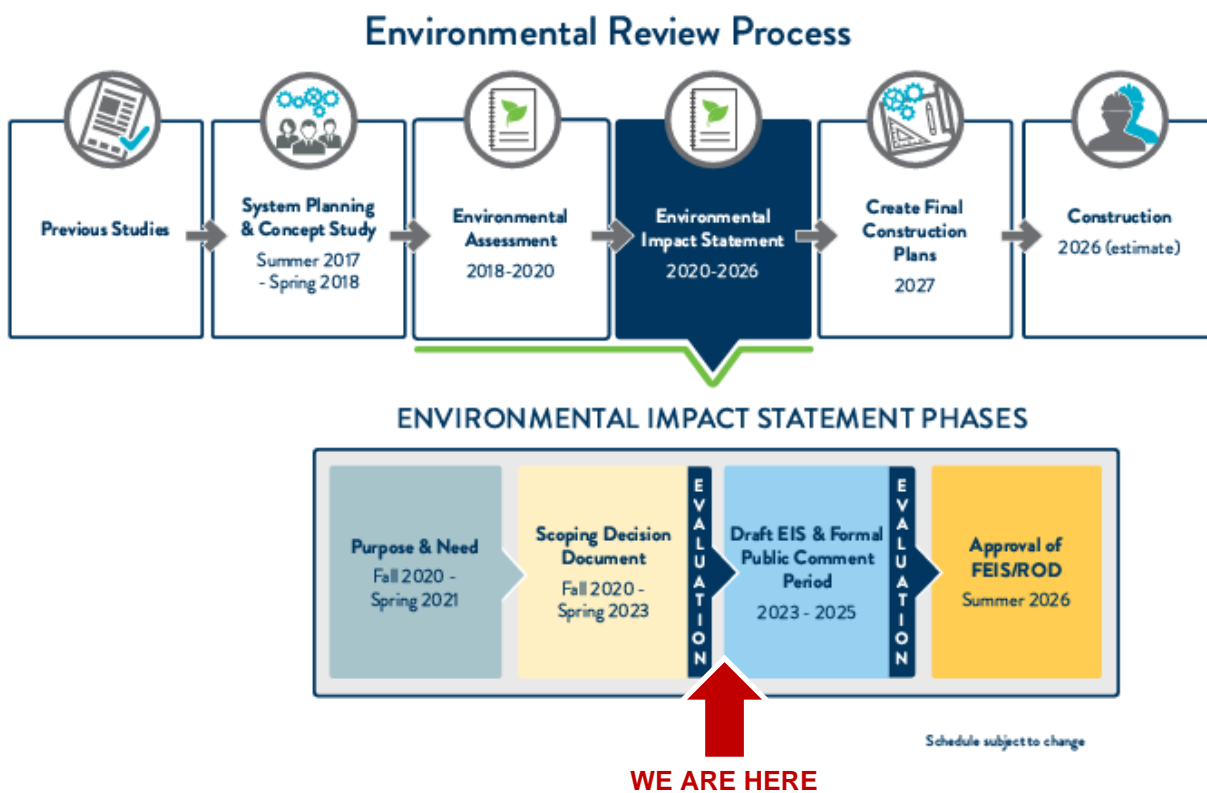 Environmental Review Process
Previous Studies
System Planning
& Concept Study
Summer 2017
- Spring 2018
Environmental
Assessment
2018-2020
Environmental
Impact Statement
2020-2026
Create Final
Construction
Plans
2027
Construction
2026 (estimate)
ENVIRONMENTAL IMPACT STATEMENT PHASES
Purpose & Need
Fall 2020 -
Spring 2021
Scoping Decision
Document
Fall 2020 -
Spring 2023
EVALUATION
Draft EIS & Formal
Public Comment
Period
2023 - 2025
EVALUATION
Approval of
FEIS/ROD
Summer 2026
Schedule subject to change
WE ARE HERE